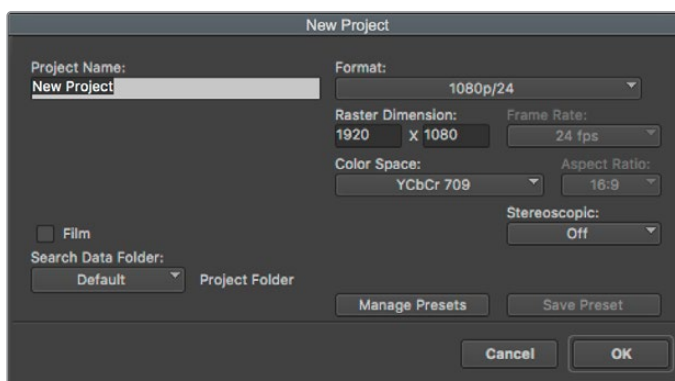 New Project
Project Name:
New Project
Format:
1080p/24
Raster Dimension:
1920 X 1080
Frame Rate:
24 fps
Color Space:
YCbCr 709
Aspect Ratio:
16:9
Stereoscopic:
Off
Film
Search Data Folder:
Default
Project Folder
Manage Presets
Save Preset
Cancel
OK